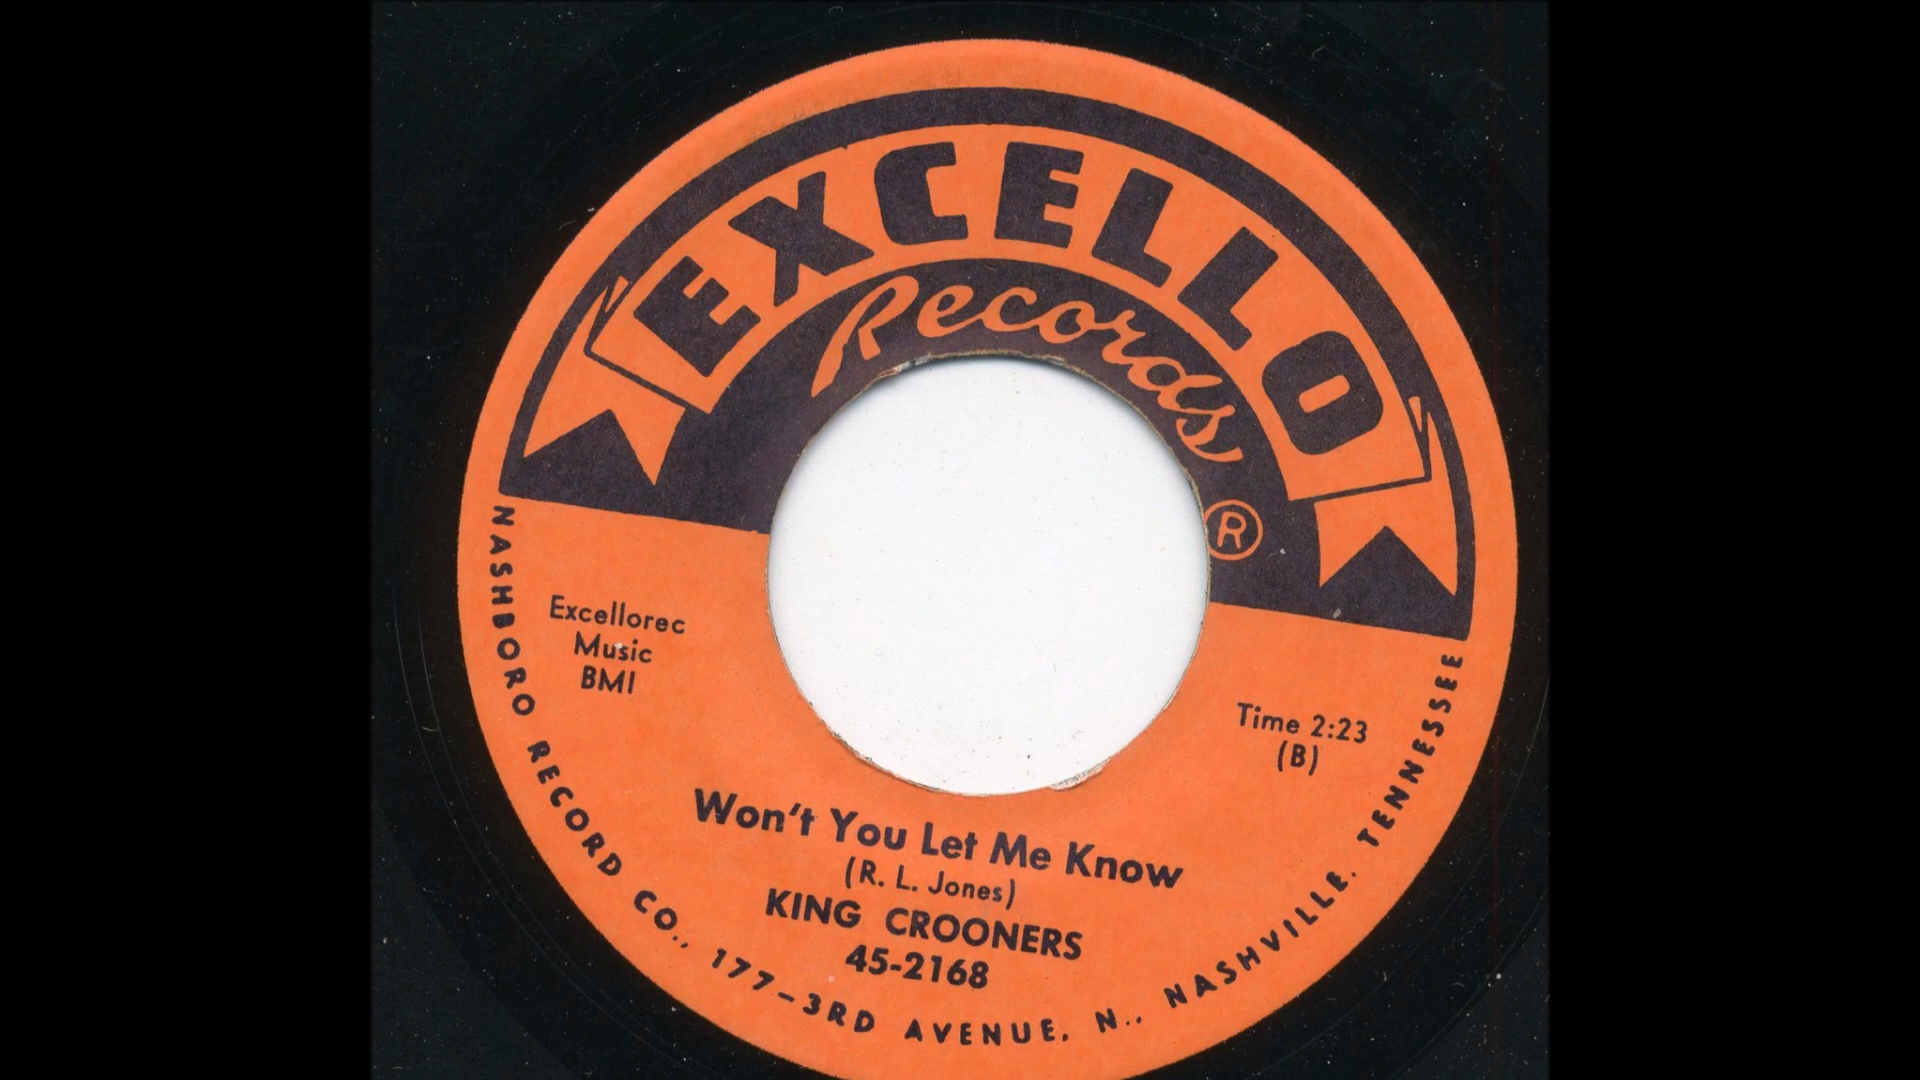 EXCELLO
Records
®
Excellorec
Music
BMI
Time 2:23
(B)
Won't You Let Me Know
(R. L. Jones)
KING CROONERS
45-2168
NASHBORO RECORD CO., 177-3RD AVENUE, N., NASHVILLE, TENNESSEE